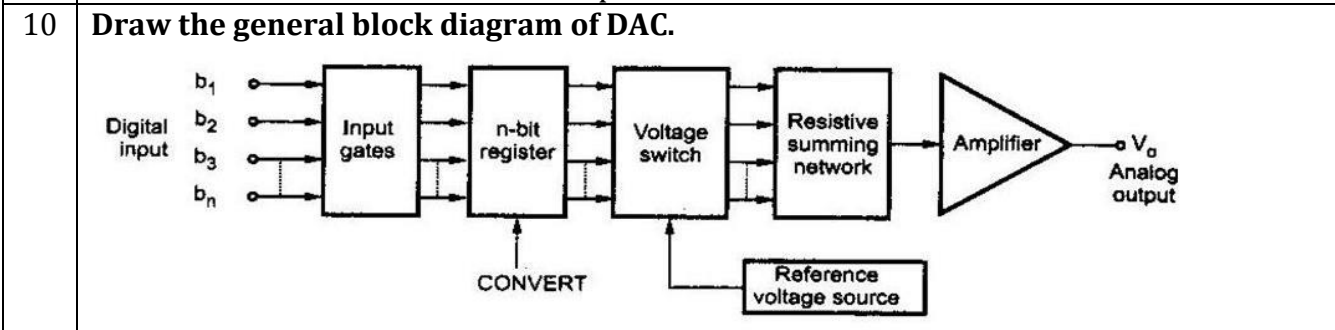 10 Draw the general block diagram of DAC.
Digital
input
b1
b2
b3
bn
Input
gates
n-bit
register
Voltage
switch
Resistive
summing
network
Amplifier
Vo
Analog
output
CONVERT
Reference
voltage source